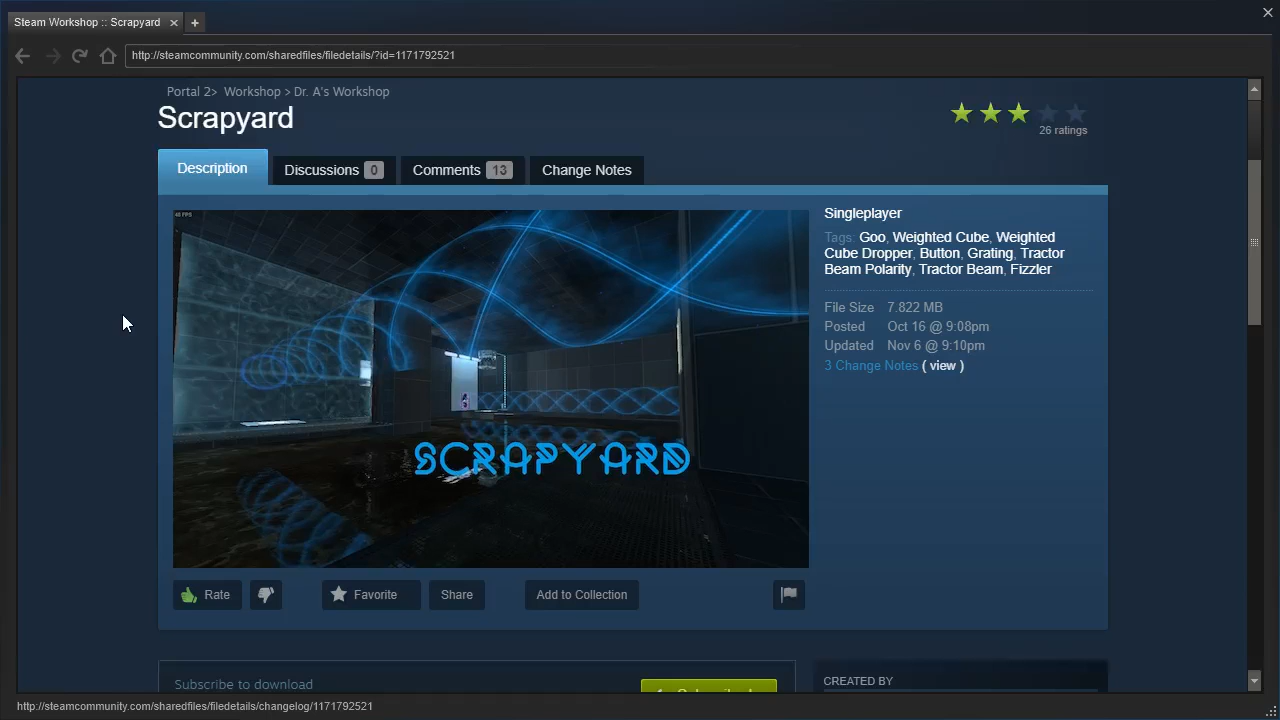 Steam Workshop :: Scrapyard
http://steamcommunity.com/sharedfiles/filedetails/?id=1171792521
Portal 2> Workshop > Dr. A's Workshop
Scrapyard
26 ratings
Description
Discussions 0
Comments 13
Change Notes
SCRAPYARD
Singleplayer
Tags: Goo, Weighted Cube, Weighted
Cube Dropper, Button, Grating, Tractor
Beam Polarity, Tractor Beam, Fizzler
File Size 7.822 MB
Posted Oct 16 @ 9:08pm
Updated Nov 6 @ 9:10pm
3 Change Notes ( view )
Rate
Favorite
Share
Add to Collection
Subscribe to download
CREATED BY
http://steamcommunity.com/sharedfiles/filedetails/changelog/1171792521